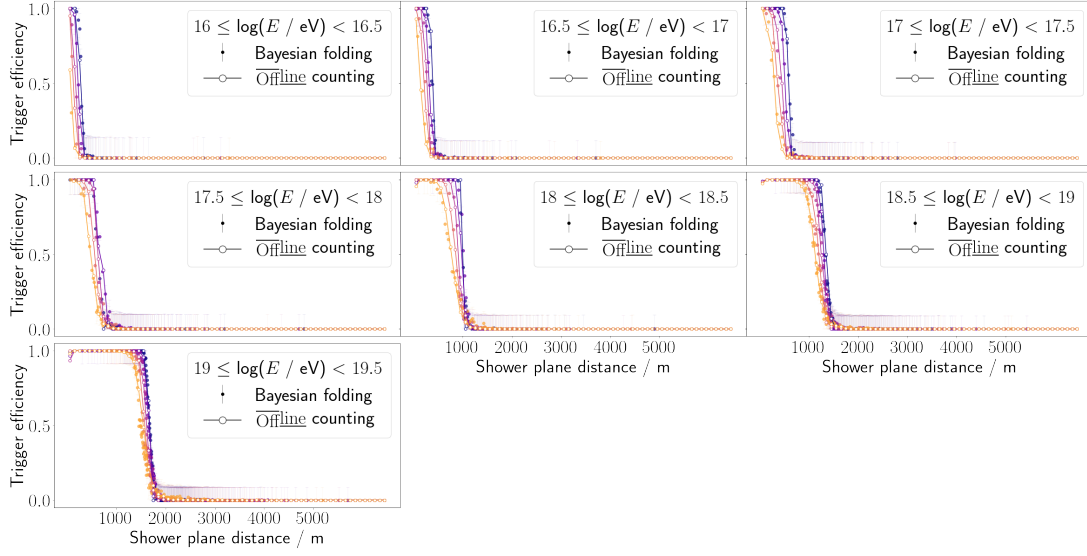 1.0
0.5
0.0
Trigger efficiency
16 ≤ log(E / eV) < 16.5
Bayesian folding
Offline counting
16.5 ≤ log(E / eV) < 17
Bayesian folding
Offline counting
17 ≤ log(E / eV) < 17.5
Bayesian folding
Offline counting
1.0
0.5
0.0
Trigger efficiency
17.5 ≤ log(E / eV) < 18
Bayesian folding
Offline counting
18 ≤ log(E / eV) < 18.5
Bayesian folding
Offline counting
1000 2000 3000 4000 5000
Shower plane distance / m
18.5 ≤ log(E / eV) < 19
Bayesian folding
Offline counting
1000 2000 3000 4000 5000
Shower plane distance / m
1.0
0.5
0.0
Trigger efficiency
19 ≤ log(E / eV) < 19.5
Bayesian folding
Offline counting
1000 2000 3000 4000 5000
Shower plane distance / m